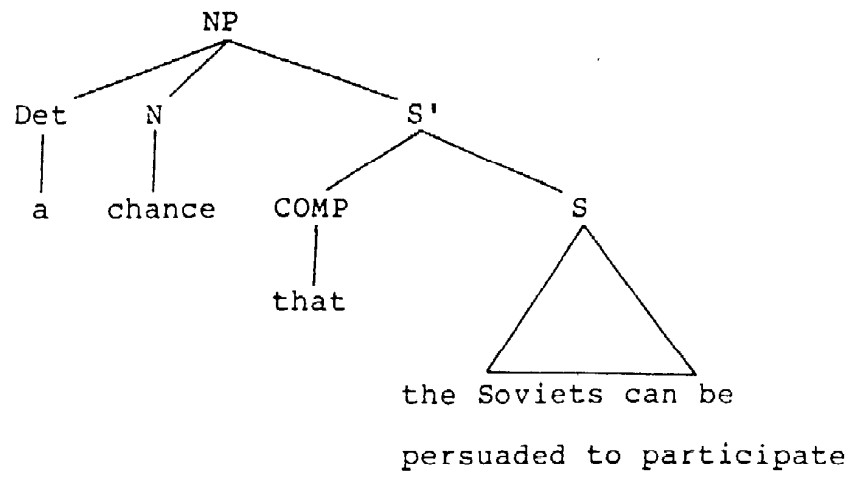 NP
Det N S'
a chance COMP S
that
the Soviets can be
persuaded to participate